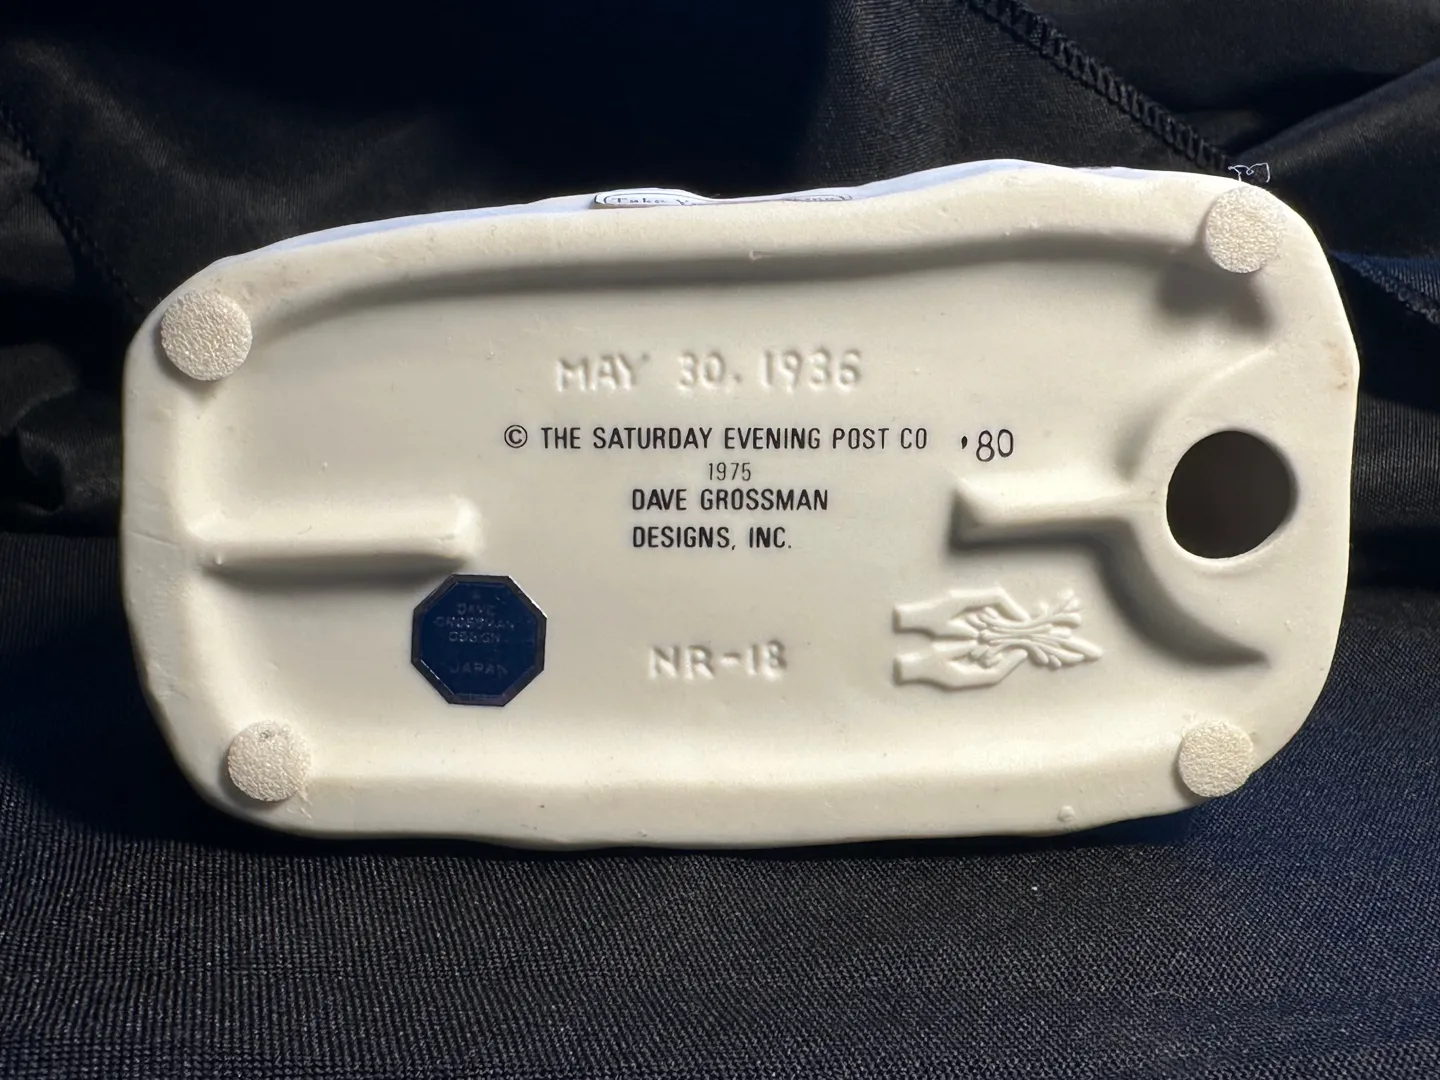 Take
MAY 30, 1936
© THE SATURDAY EVENING POST CO '80
1975
DAVE GROSSMAN
DESIGNS, INC.
A
DAVE
GROSSMAN
DESIGN
JAPAN
NR-18